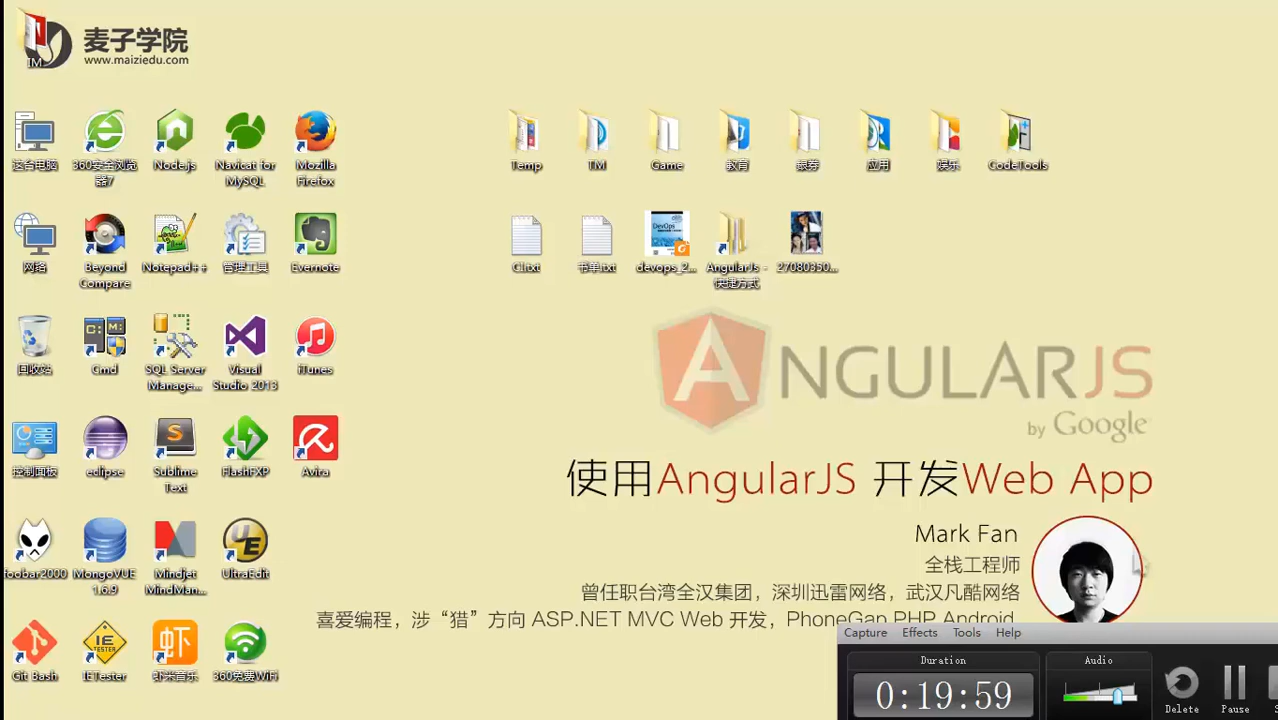 麦子学院
www.maiziedu.com
IM
这台电脑
360安全浏览器7
Node.js
Navicat for MySQL
Mozilla Firefox
Temp
TM
Game
教育
应用
娱乐
CodeTools
网络
Beyond Compare
Notepad++
管理工具
Evernote
C.txt
书单.txt
devops_2...
AngularJs - 快捷方式
27080350...
回收站
Cmd
SQL Server Manage...
Visual Studio 2013
iTunes
ANGULARJS
by Google
控制面板
eclipse
Sublime Text
FlashFXP
Avira
使用AngularJS 开发Web App
Mark Fan
全栈工程师
曾任职台湾全汉集团，深圳迅雷网络，武汉凡酷网络
喜爱编程，涉“猎”方向 ASP.NET MVC Web 开发，PhoneGap PHP Android
foobar2000
MongoVUE 1.6.9
Mindjet MindMan...
UltraEdit
Git Bash
IETester
虾米音乐
360免费WiFi
Capture Effects Tools Help
Duration
0:19:59
Audio
Delete
Pause